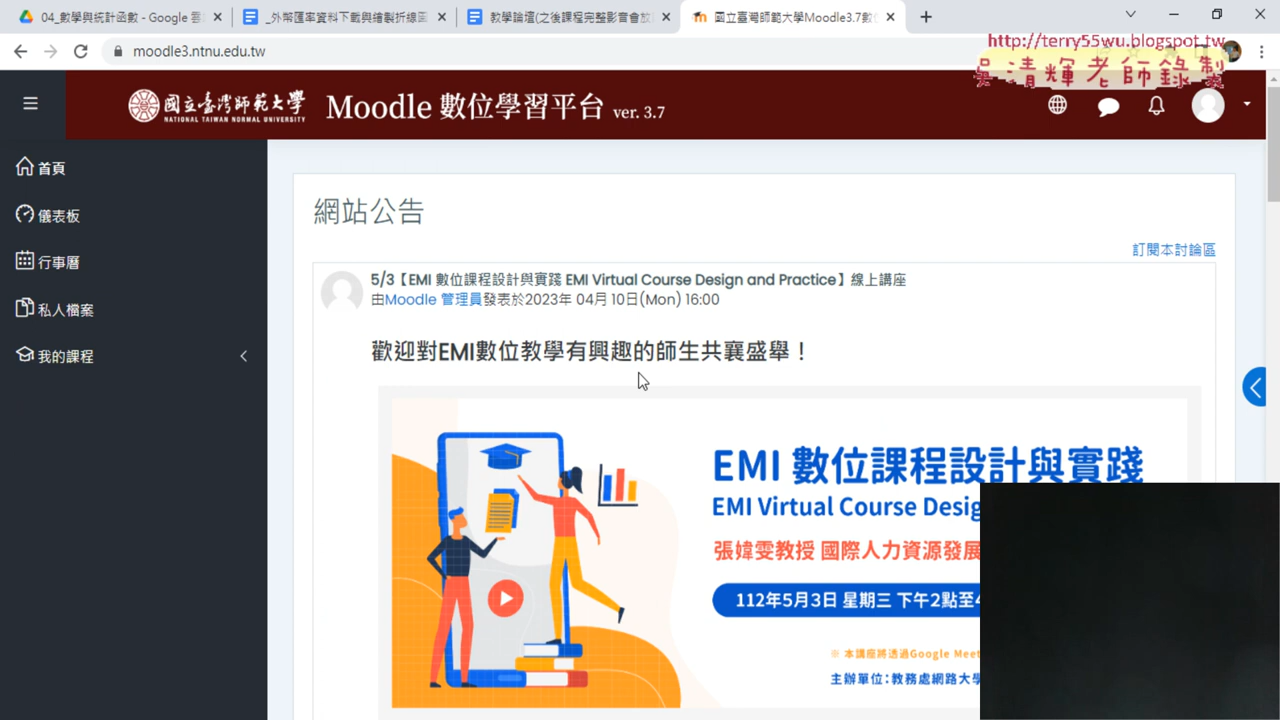 04_數學與統計函數 - Google 雲
_外幣匯率資料下載與繪製折線圖
教學論壇(之後課程完整影音會放
國立臺灣師範大學Moodle3.7數位
moodle3.ntnu.edu.tw
http://terry55wu.blogspot.tw
吳清輝老師錄製
國立臺灣師範大學
NATIONAL TAIWAN NORMAL UNIVERSITY
Moodle 數位學習平台 ver. 3.7
首頁
儀表板
行事曆
私人檔案
我的課程
網站公告
訂閱本討論區
5/3【EMI 數位課程設計與實踐 EMI Virtual Course Design and Practice】線上講座
由Moodle 管理員發表於2023年 04月 10日(Mon) 16:00
歡迎對EMI數位教學有興趣的師生共襄盛舉！
EMI 數位課程設計與實踐
EMI Virtual Course Desig
張媁雯教授 國際人力資源發展
112年5月3日 星期三 下午2點至4
※ 本講座將透過Google Meet
主辦單位：教務處網路大學